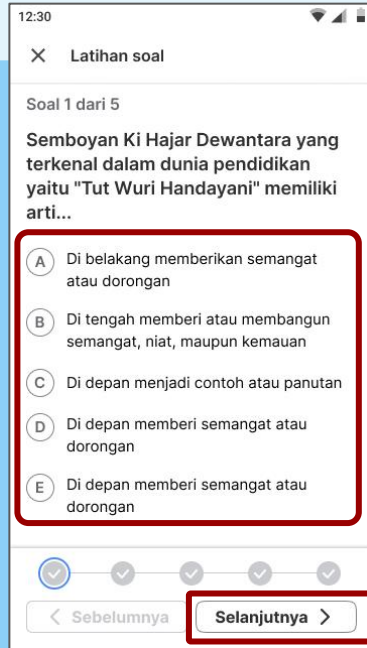 12:30
Latihan soal
Soal 1 dari 5
Semboyan Ki Hajar Dewantara yang
terkenal dalam dunia pendidikan
yaitu "Tut Wuri Handayani" memiliki
arti...
A Di belakang memberikan semangat
atau dorongan
B Di tengah memberi atau membangun
semangat, niat, maupun kemauan
C Di depan menjadi contoh atau panutan
D Di depan memberi semangat atau
dorongan
E Di depan memberi semangat atau
dorongan
Sebelumnya Selanjutnya